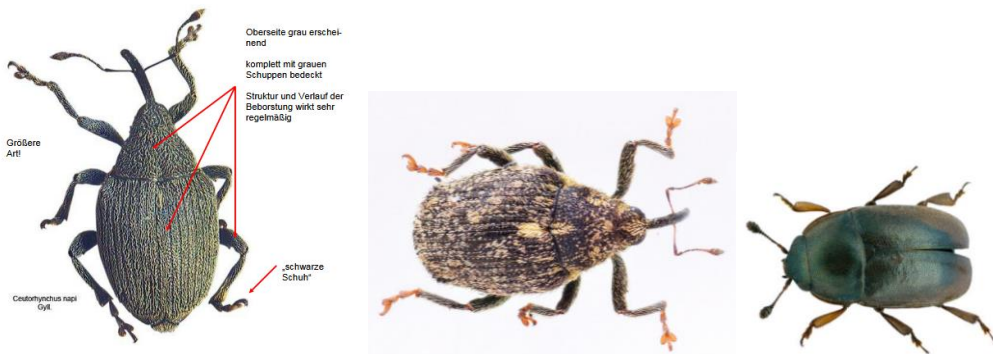 Oberseite grau erschei-
nend
komplett mit grauen
Schuppen bedeckt
Struktur und Verlauf der
Beborstung wirkt sehr
regelmäßig
Größere
Art!
„schwarze
Schuh“
Ceutorhynchus napi
Gyll.